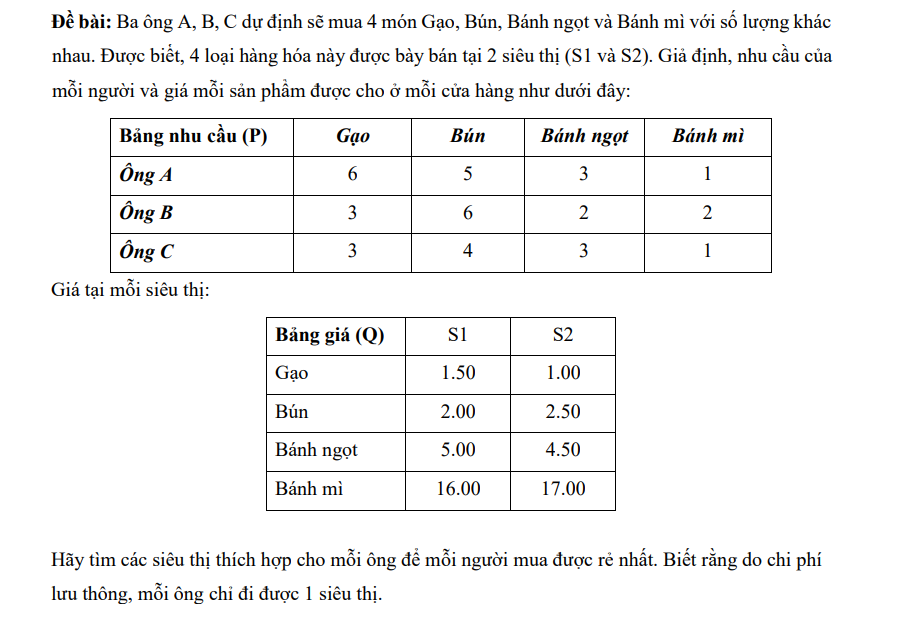 Đề bài: Ba ông A, B, C dự định sẽ mua 4 món Gạo, Bún, Bánh ngọt và Bánh mì với số lượng khác
nhau. Được biết, 4 loại hàng hóa này được bày bán tại 2 siêu thị (S1 và S2). Giả định, nhu cầu của
mỗi người và giá mỗi sản phẩm được cho ở mỗi cửa hàng như dưới đây:
Bảng nhu cầu (P) Gạo Bún Bánh ngọt Bánh mì
Ông A 6 5 3 1
Ông B 3 6 2 2
Ông C 3 4 3 1
Giá tại mỗi siêu thị:
Bảng giá (Q) S1 S2
Gạo 1.50 1.00
Bún 2.00 2.50
Bánh ngọt 5.00 4.50
Bánh mì 16.00 17.00
Hãy tìm các siêu thị thích hợp cho mỗi ông để mỗi người mua được rẻ nhất. Biết rằng do chi phí
lưu thông, mỗi ông chỉ đi được 1 siêu thị.